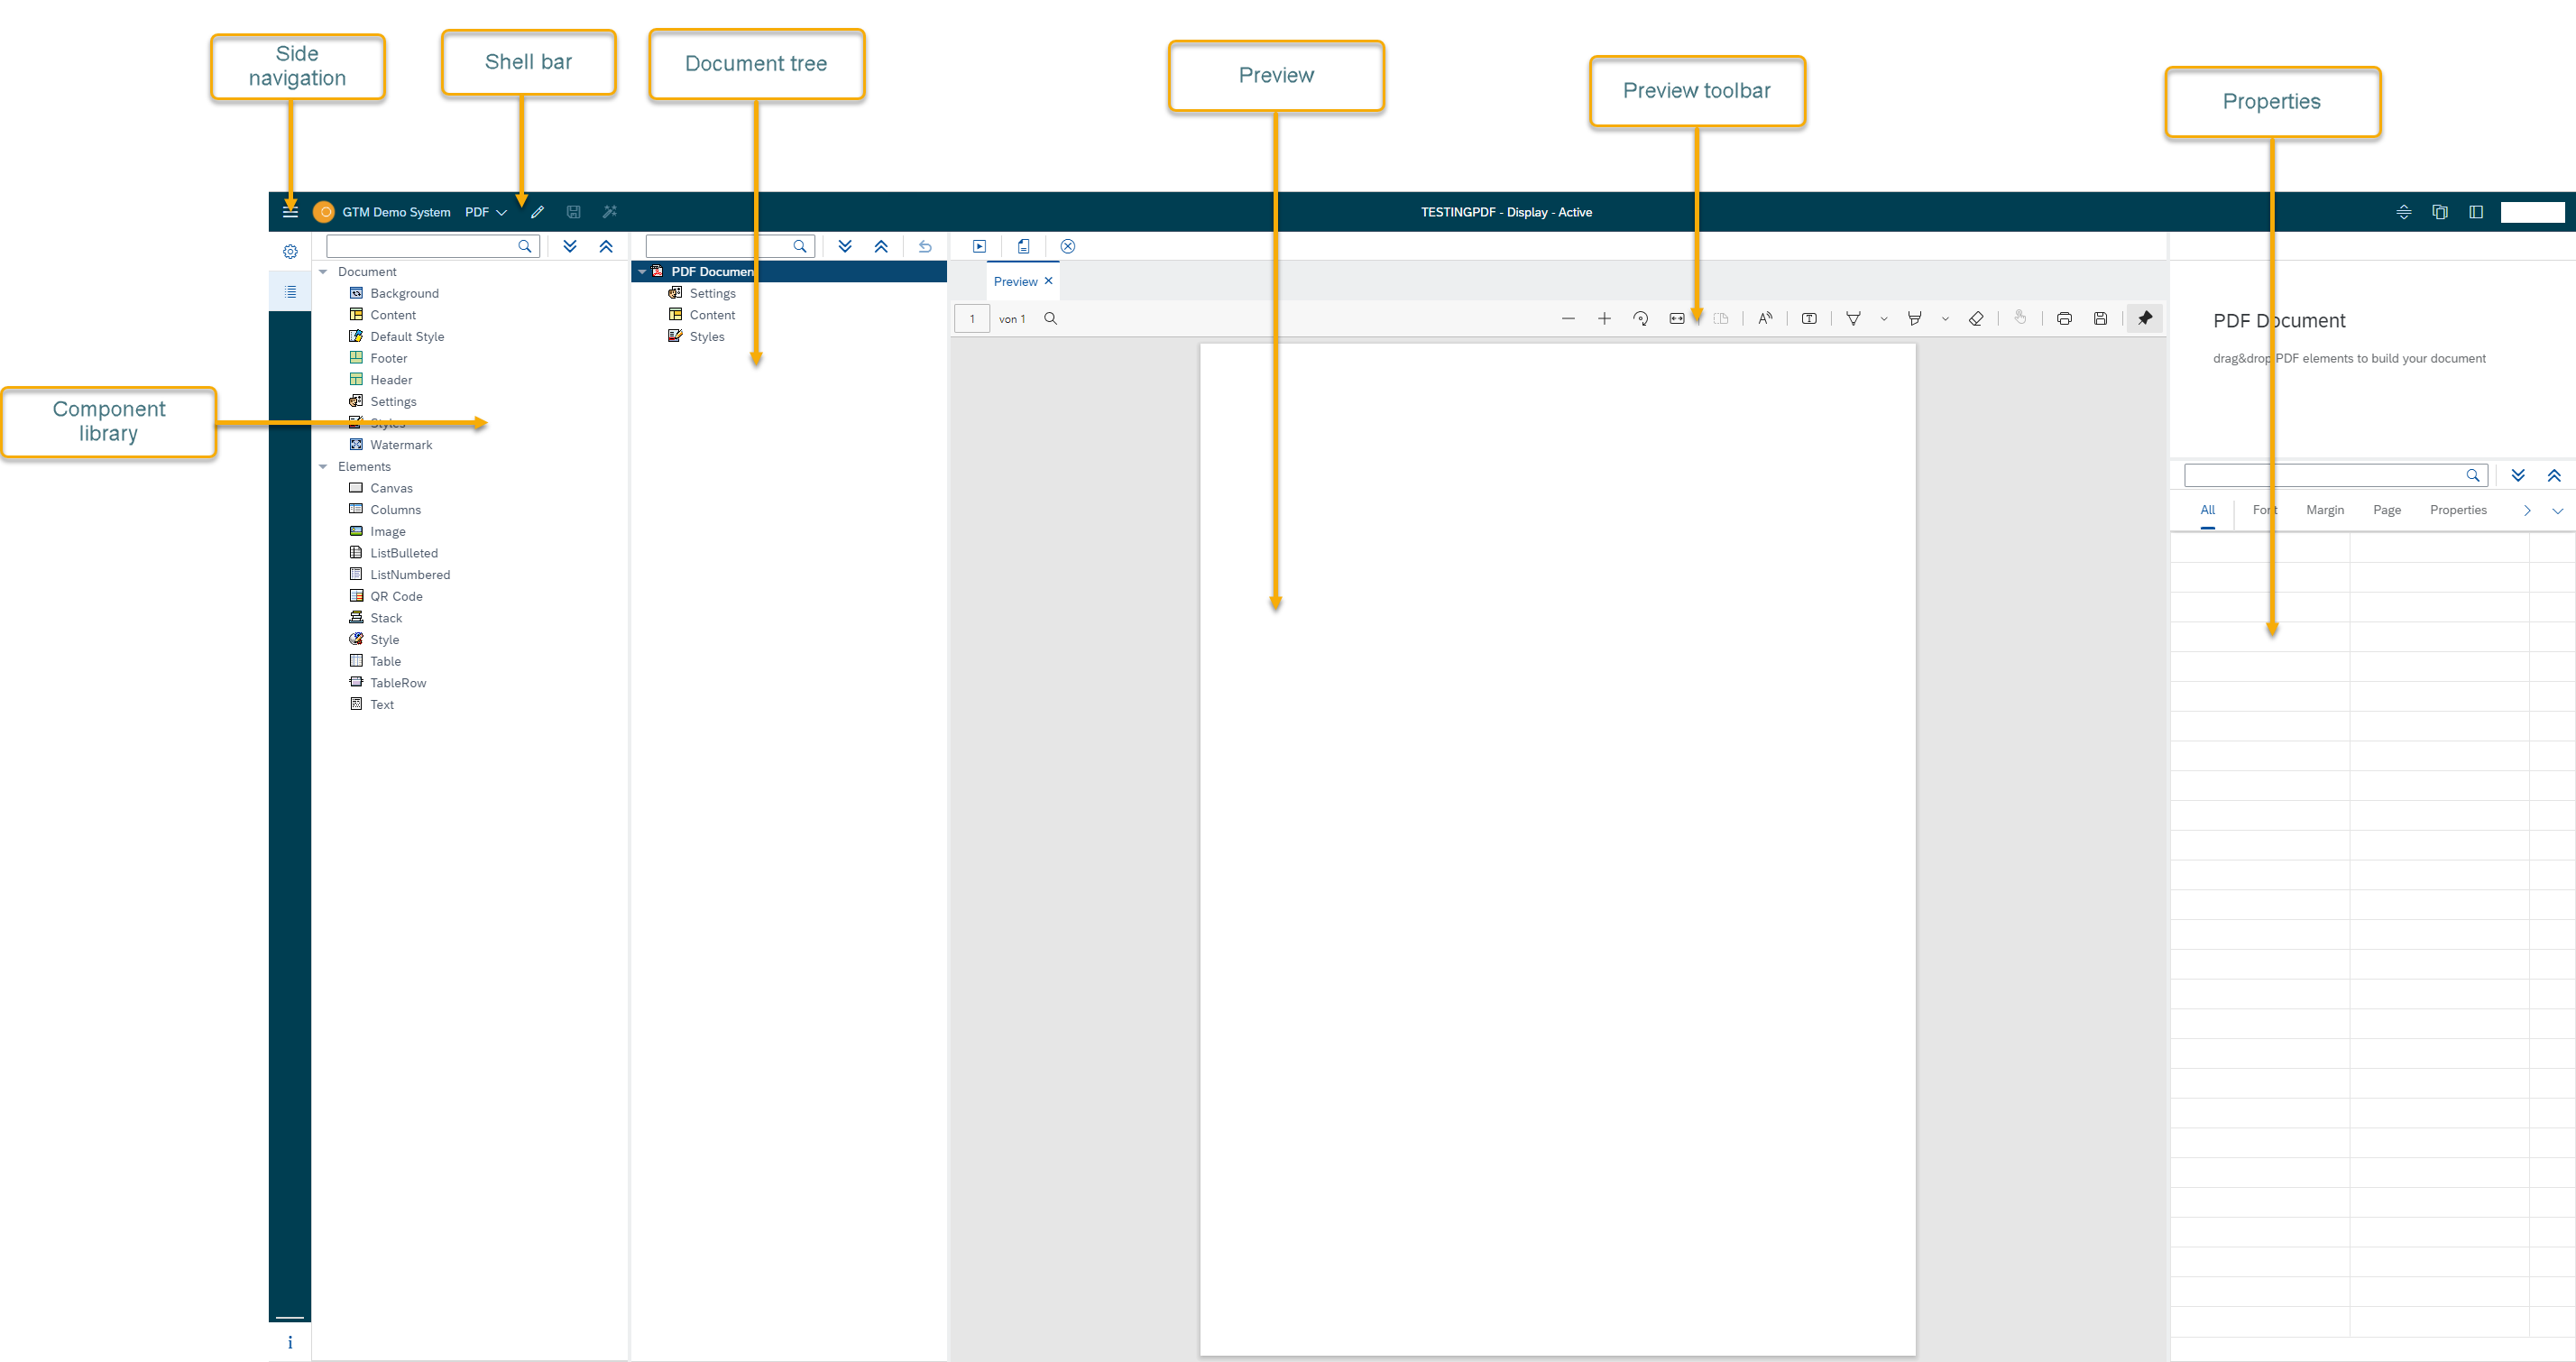 Side
navigation
Shell bar
Document tree
Preview
Preview toolbar
Properties
Component
library
GTM Demo System
PDF
TESTINGPDF - Display - Active
Document
Background
Content
Default Style
Footer
Header
Settings
Styles
Watermark
Elements
Canvas
Columns
Image
ListBulleted
ListNumbered
QR Code
Stack
Style
Table
TableRow
Text
PDF Document
Settings
Content
Styles
Preview
1 von 1
PDF Document
drag&drop PDF elements to build your document
All Font Margin Page Properties